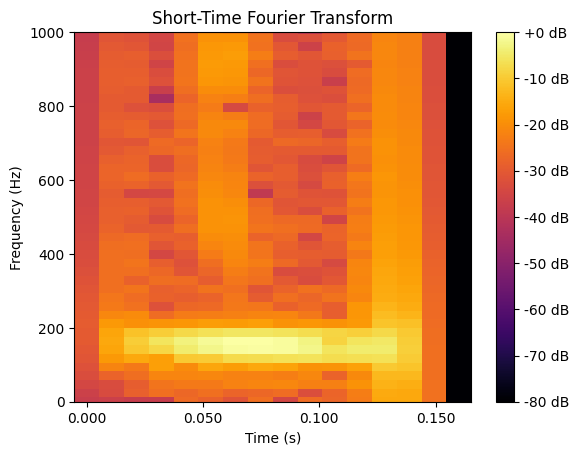 Short-Time Fourier Transform
1000
800
600
400
200
0
Frequency (Hz)
0.000
0.050
0.100
0.150
Time (s)
+0 dB
-10 dB
-20 dB
-30 dB
-40 dB
-50 dB
-60 dB
-70 dB
-80 dB